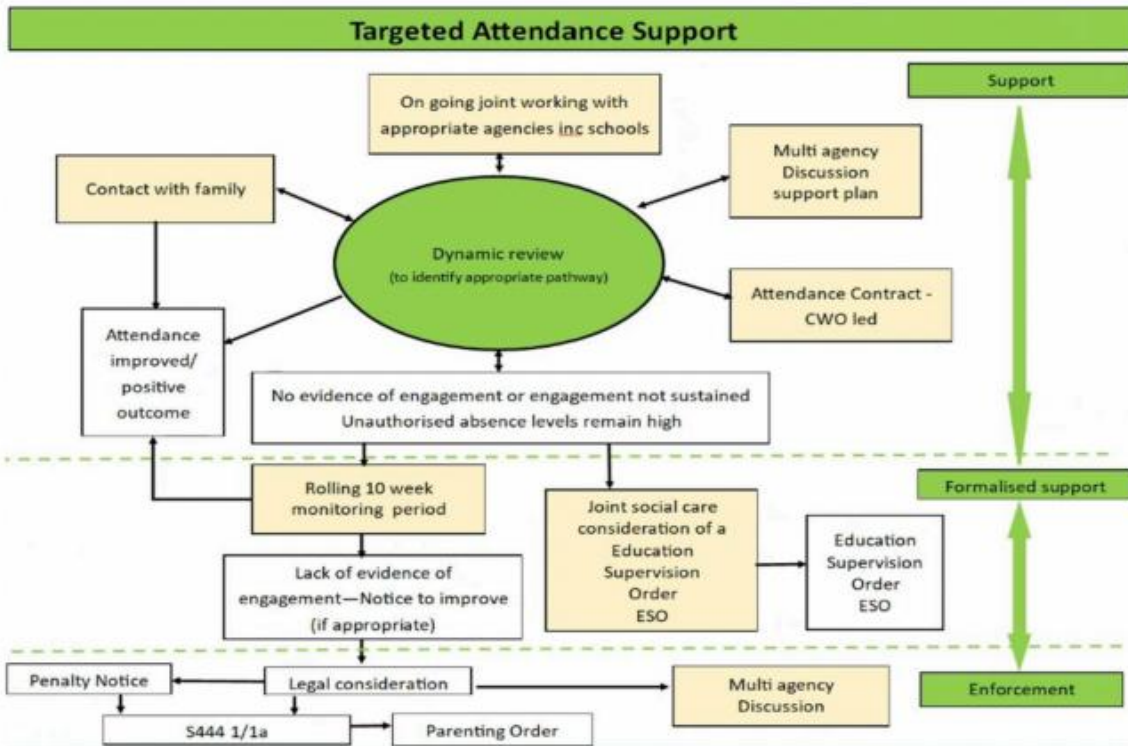 Targeted Attendance Support
Support
On going joint working with
appropriate agencies inc schools
Multi agency
Discussion
support plan
Contact with family
Dynamic review
(to identify appropriate pathway)
Attendance Contract -
CWO led
Attendance
improved/
positive
outcome
No evidence of engagement or engagement not sustained
Unauthorised absence levels remain high
Rolling 10 week
monitoring period
Formalised support
Joint social care
consideration of a
Education
Supervision
Order
ESO
Education
Supervision
Order
ESO
Lack of evidence of
engagement—Notice to improve
(if appropriate)
Penalty Notice
Legal consideration
Multi agency
Discussion
Enforcement
S444 1/1a
Parenting Order